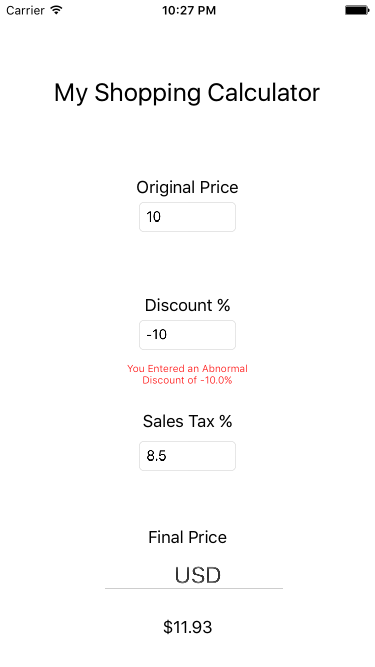 Carrier 10:27 PM
My Shopping Calculator
Original Price
10
Discount %
-10
You Entered an Abnormal
Discount of -10.0%
Sales Tax %
8.5
Final Price
USD
$11.93